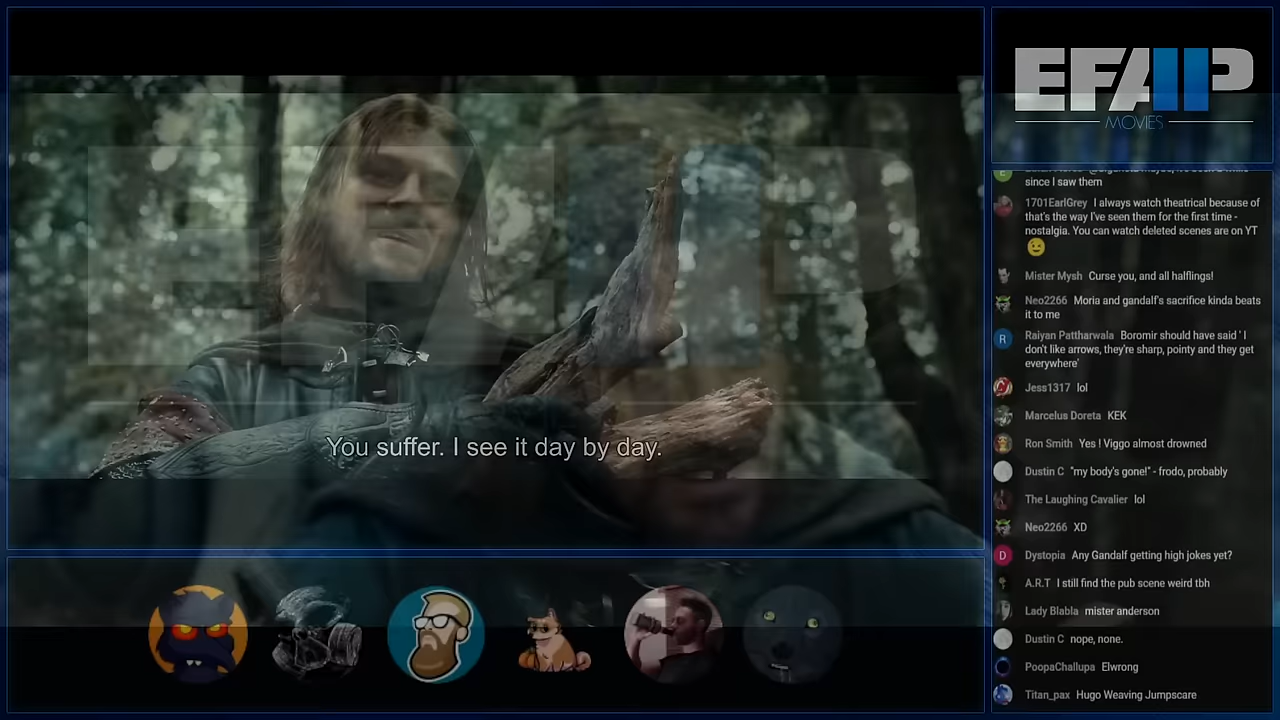 EFAP
MOVIES
EFAP
You suffer. I see it day by day.
since I saw them
1701EarlGrey I always watch theatrical because of
that's the way I've seen them for the first time -
nostalgia. You can watch deleted scenes are on YT
Mister Mysh Curse you, and all halflings!
Neo2266 Moria and gandalf's sacrifice kinda beats
it to me
R
Raiyan Pattharwala Boromir should have said ' I
don't like arrows, they're sharp, pointy and they get
everywhere'
Jess1317 lol
Marcelus Doreta KEK
Ron Smith Yes ! Viggo almost drowned
Dustin C "my body's gone!" - frodo, probably
The Laughing Cavalier lol
Neo2266 XD
D
Dystopia Any Gandalf getting high jokes yet?
A.R.T I still find the pub scene weird tbh
Lady Blabla mister anderson
Dustin C nope, none.
PoopaChallupa Elwrong
Titan_pax Hugo Weaving Jumpscare